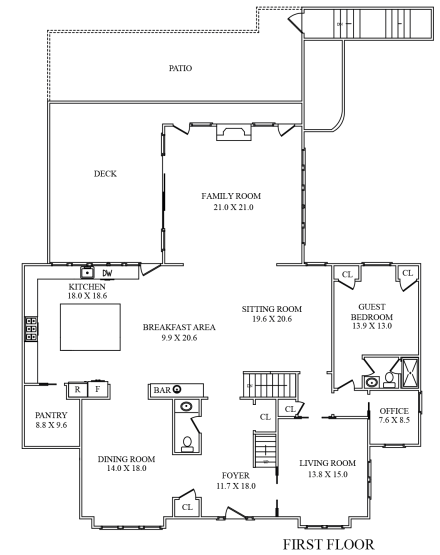 PATIO
DECK
FAMILY ROOM
21.0 X 21.0
DW
KITCHEN
18.0 X 18.6
CL
CL
SITTING ROOM
19.6 X 20.6
GUEST
BEDROOM
13.9 X 13.0
BREAKFAST AREA
9.9 X 20.6
R
F
BAR
PANTRY
8.8 X 9.6
CL
CL
OFFICE
7.6 X 8.5
DINING ROOM
14.0 X 18.0
FOYER
11.7 X 18.0
LIVING ROOM
13.8 X 15.0
CL
FIRST FLOOR